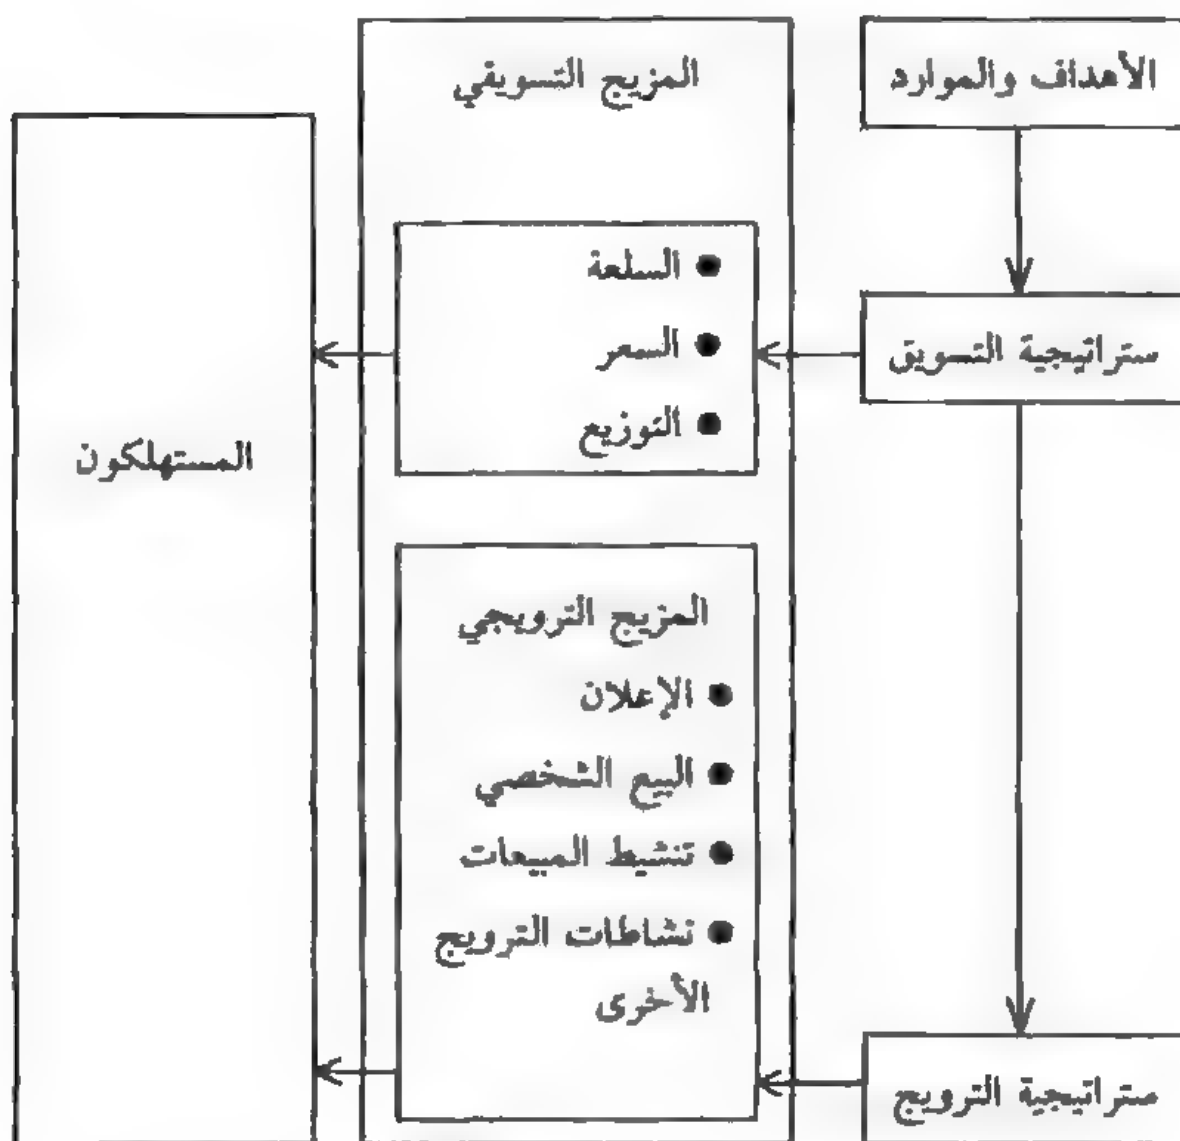 الأهداف والموارد
ستراتيجية التسويق
ستراتيجية الترويج
المزيج التسويقي
● السلعة
● السعر
● التوزيع
المزيج الترويجي
● الإعلان
● البيع الشخصي
● تنشيط المبيعات
● نشاطات الترويج
الأخرى
المستهلكون